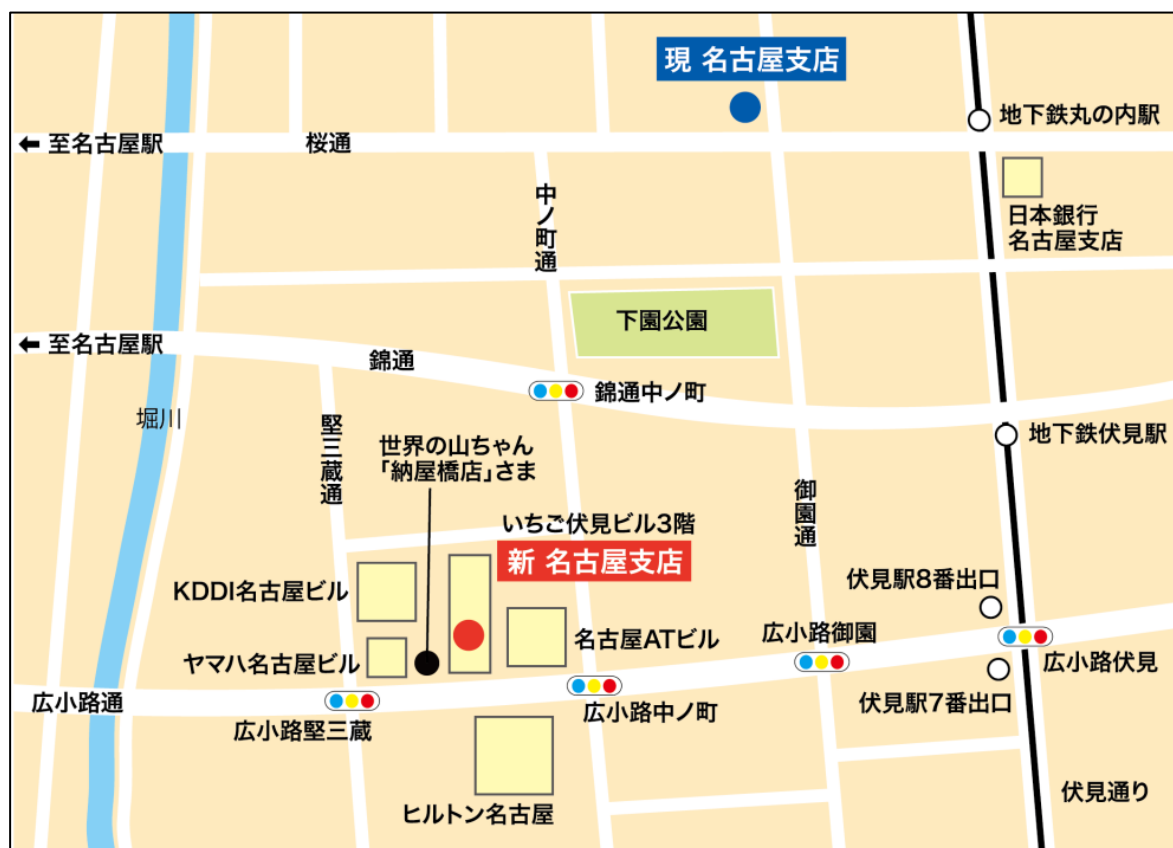 現 名古屋支店
地下鉄丸の内駅
← 至名古屋駅
桜通
中ノ町通
日本銀行
名古屋支店
下園公園
← 至名古屋駅
錦通
錦通中ノ町
堀川
地下鉄伏見駅
堅三蔵通
世界の山ちゃん
「納屋橋店」さま
御園通
いちご伏見ビル3階
新 名古屋支店
KDDI名古屋ビル
伏見駅8番出口
名古屋ATビル
広小路御園
ヤマハ名古屋ビル
広小路伏見
広小路通
伏見駅7番出口
広小路堅三蔵
広小路中ノ町
伏見通り
ヒルトン名古屋